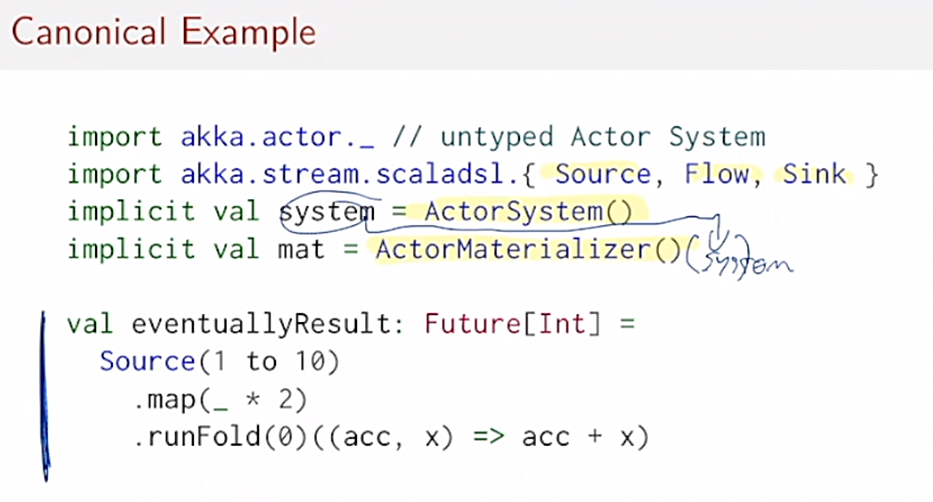 Canonical Example
import akka.actor._ // untyped Actor System
import akka.stream.scaladsl.{ Source, Flow, Sink }
implicit val system = ActorSystem()
implicit val mat = ActorMaterializer()(system
val eventuallyResult: Future[Int] =
Source(1 to 10)
.map(_ * 2)
.runFold(0)((acc, x) => acc + x)